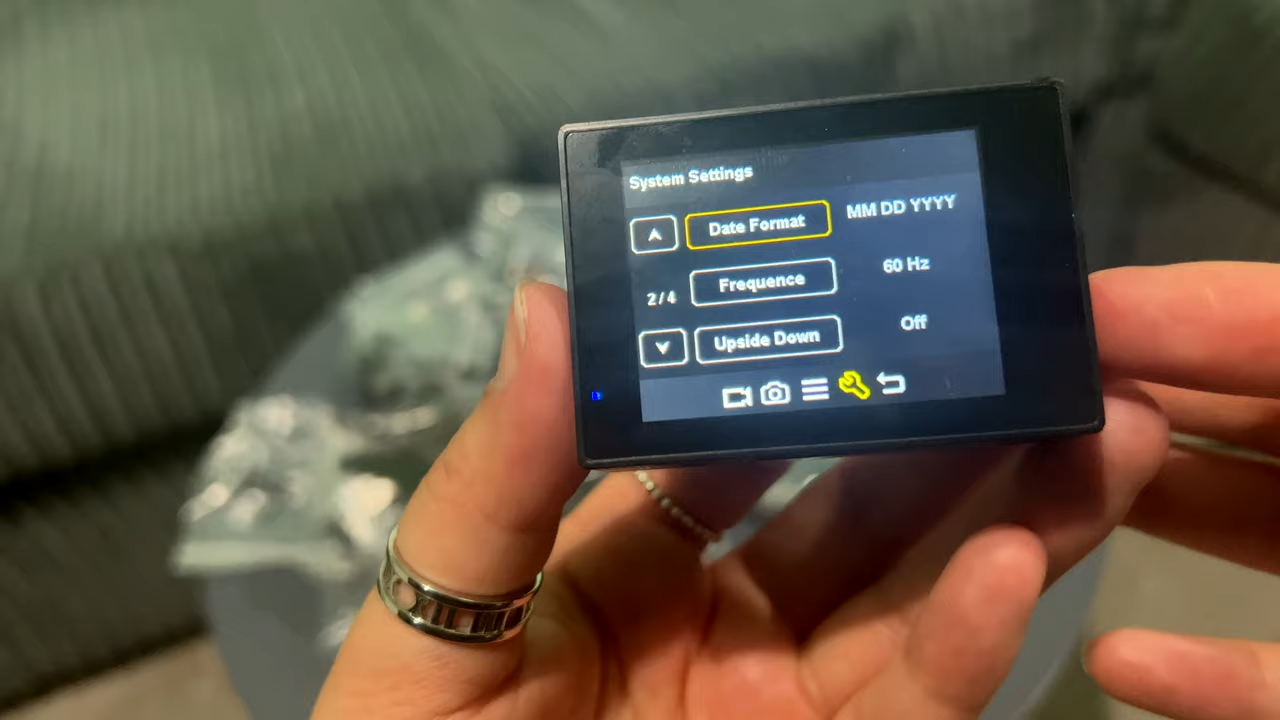 System Settings
Date Format MM DD YYYY
Frequence 60 Hz
2/4
Upside Down Off